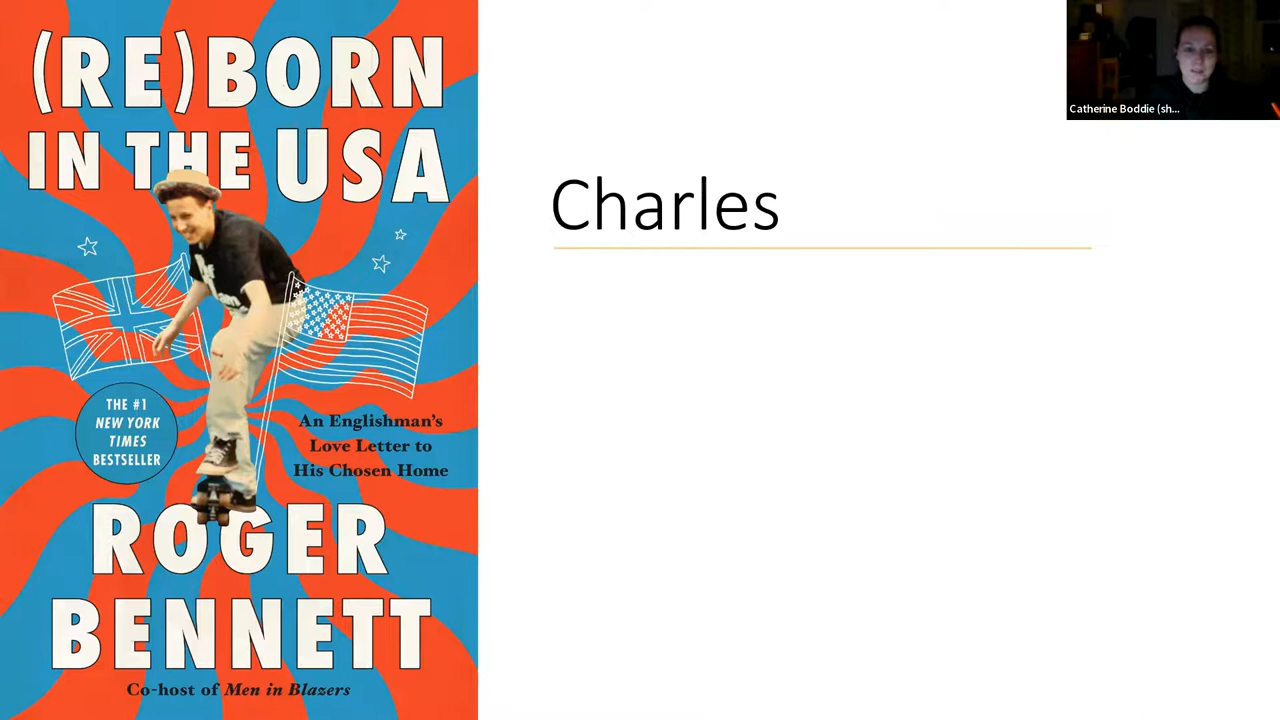 (RE)BORN
IN THE USA
THE #1
NEW YORK
TIMES
BESTSELLER
An Englishman's
Love Letter to
His Chosen Home
ROGER
BENNETT
Co-host of Men in Blazers
Charles
Catherine Boddie (sh...